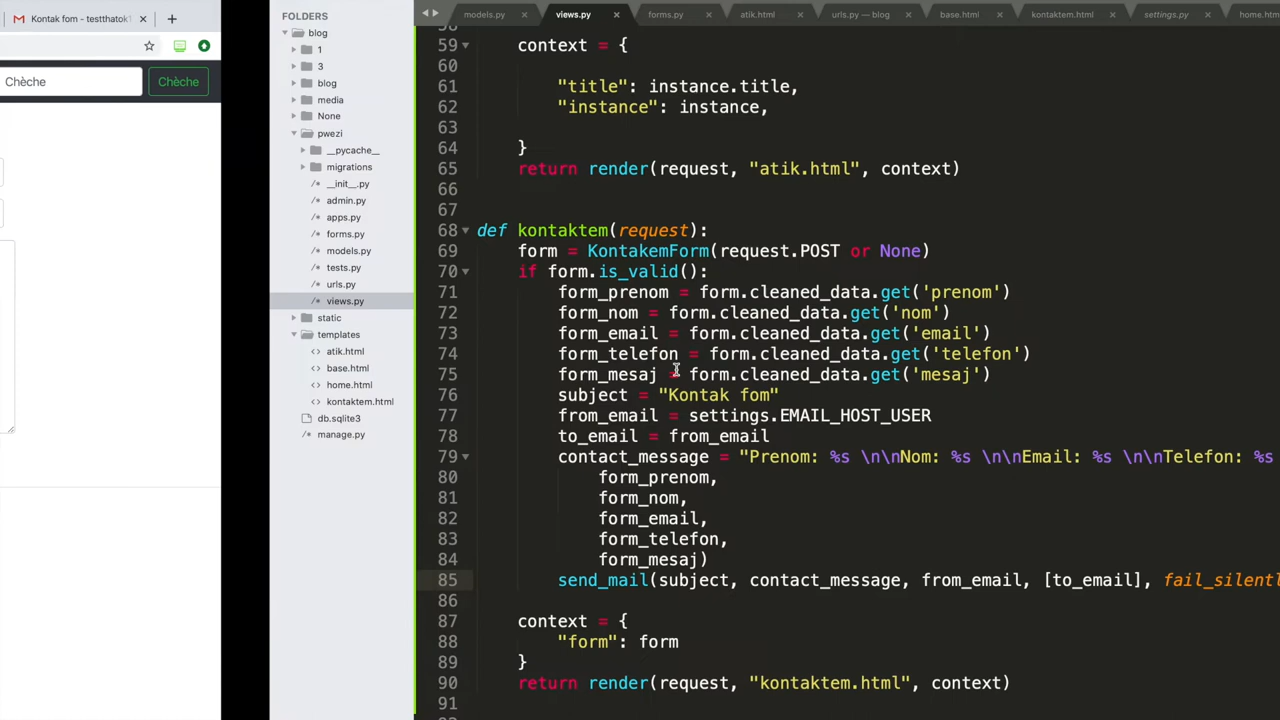 Kontak fom - testthatok1
Chèche
Chèche
FOLDERS
blog
1
3
blog
media
None
pwezi
__pycache__
migrations
__init__.py
admin.py
apps.py
forms.py
models.py
tests.py
urls.py
views.py
static
templates
atik.html
base.html
home.html
kontaktem.html
db.sqlite3
manage.py
models.py
views.py
forms.py
atik.html
urls.py — blog
base.html
kontaktem.html
settings.py
home.html
59 context = {
60
61 "title": instance.title,
62 "instance": instance,
63
64 }
65 return render(request, "atik.html", context)
66
67
68 def kontaktem(request):
69 form = KontakemForm(request.POST or None)
70 if form.is_valid():
71 form_prenom = form.cleaned_data.get('prenom')
72 form_nom = form.cleaned_data.get('nom')
73 form_email = form.cleaned_data.get('email')
74 form_telefon = form.cleaned_data.get('telefon')
75 form_mesaj = form.cleaned_data.get('mesaj')
76 subject = "Kontak fom"
77 from_email = settings.EMAIL_HOST_USER
78 to_email = from_email
79 contact_message = "Prenom: %s \n\nNom: %s \n\nEmail: %s \n\nTelefon: %s
80 form_prenom,
81 form_nom,
82 form_email,
83 form_telefon,
84 form_mesaj)
85 send_mail(subject, contact_message, from_email, [to_email], fail_silentl
86
87 context = {
88 "form": form
89 }
90 return render(request, "kontaktem.html", context)
91